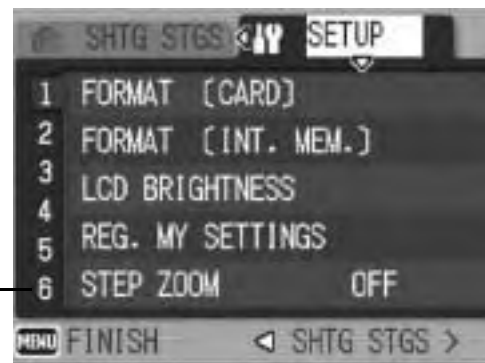 SHTG STGS SETUP
1 FORMAT [CARD]
2 FORMAT [INT. MEM.]
3 LCD BRIGHTNESS
4 REG. MY SETTINGS
5 STEP ZOOM OFF
6
MENU FINISH ◁ SHTG STGS >